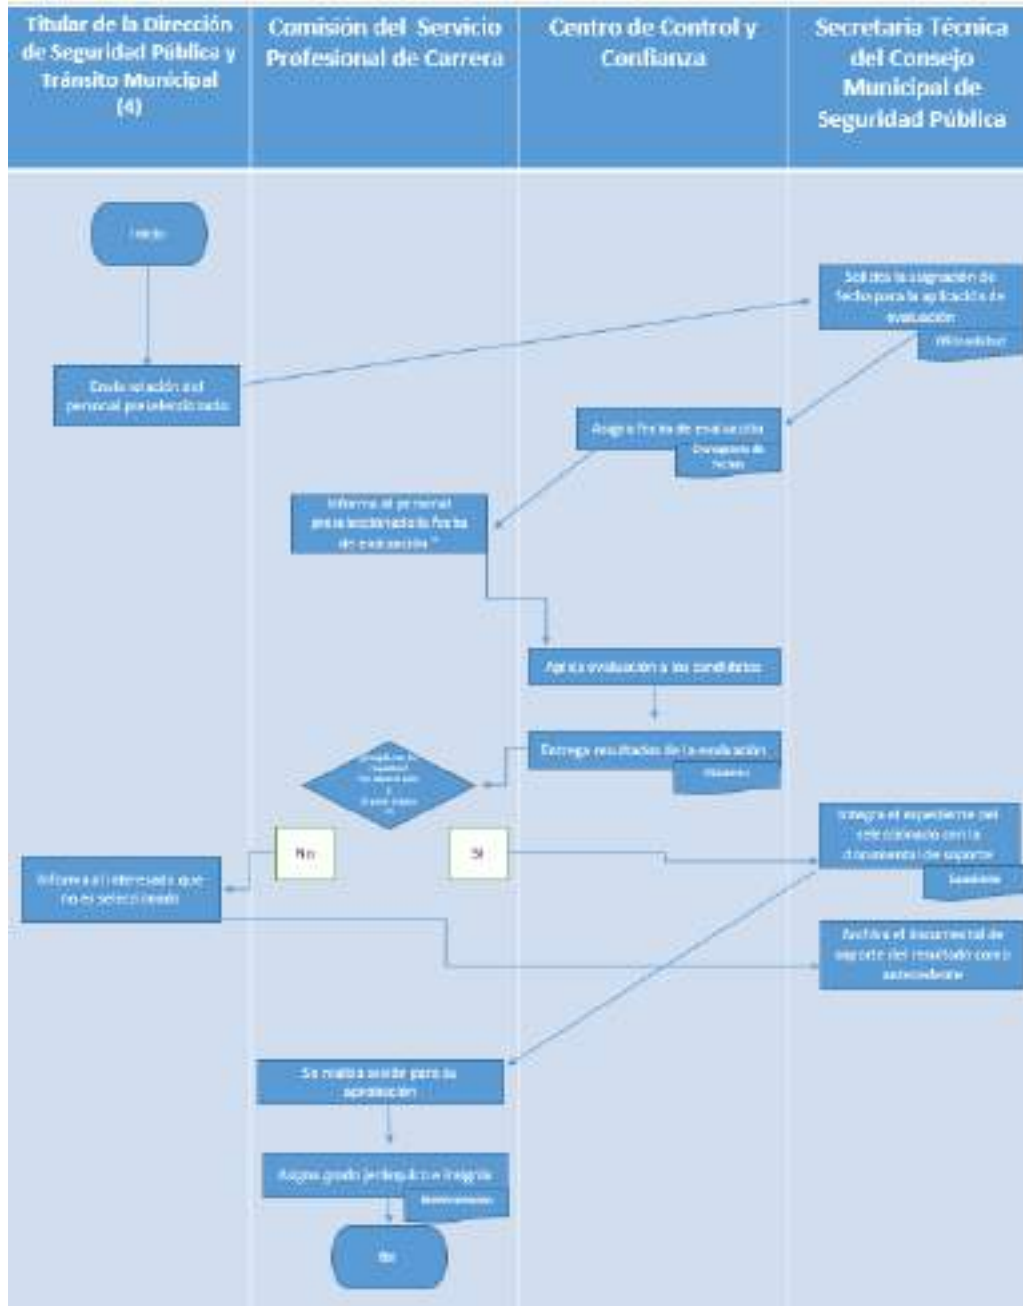 Titular de la Dirección
de Seguridad Pública y
Tránsito Municipal
(4)
Comisión del Servicio
Profesional de Carrera
Centro de Control y
Confianza
Secretaria Técnica
del Consejo
Municipal de
Seguridad Pública
Inicio
Solicita la asignación de
fecha para la aplicación de
evaluación
Envía relación del
personal preseleccionado
Asigna fecha de evaluación
Informa al personal
preseleccionado la fecha
de evaluación
Aplica evaluación a los candidatos
Entrega resultados de la evaluación
No
Si
Integra el expediente del
seleccionado con la
documental de soporte
Informa al interesado que
no es seleccionado
Archiva el documental de
soporte del resultado como
antecedente
Se realiza sesión para su
aprobación
Asigna grado jerárquico e insignia
fin